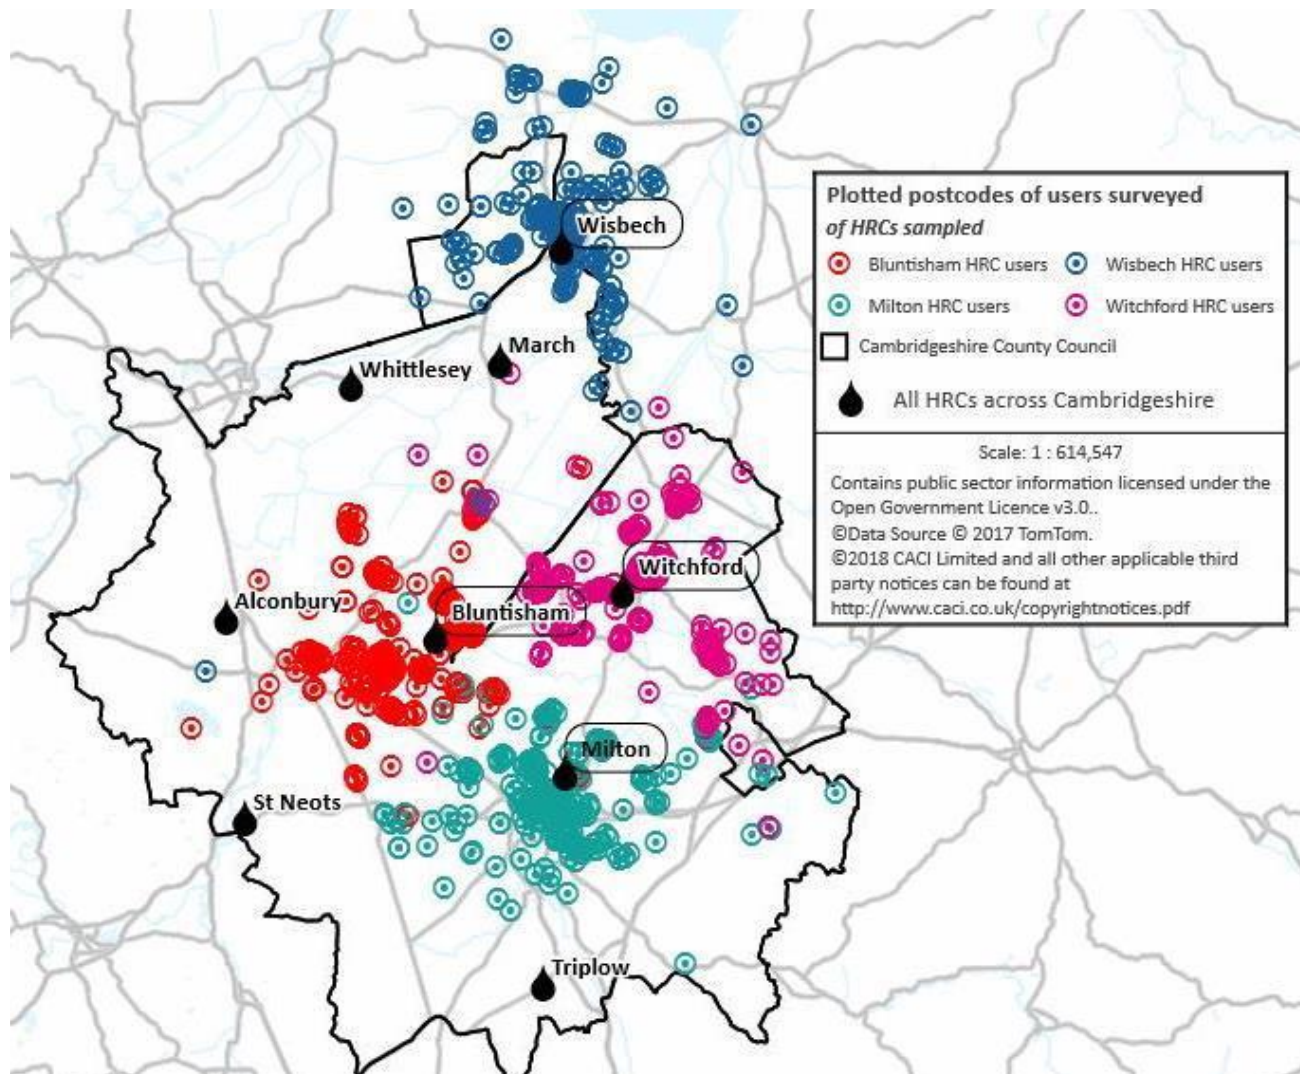 Wisbech
March
Whittlesey
Witchford
Alconbury
Bluntisham
Milton
St Neots
Triplow
Plotted postcodes of users surveyed
of HRCs sampled
Bluntisham HRC users
Wisbech HRC users
Milton HRC users
Witchford HRC users
Cambridgeshire County Council
All HRCs across Cambridgeshire
Scale: 1 : 614,547
Contains public sector information licensed under the
Open Government Licence v3.0..
©Data Source © 2017 TomTom.
©2018 CACI Limited and all other applicable third
party notices can be found at
http://www.caci.co.uk/copyrightnotices.pdf